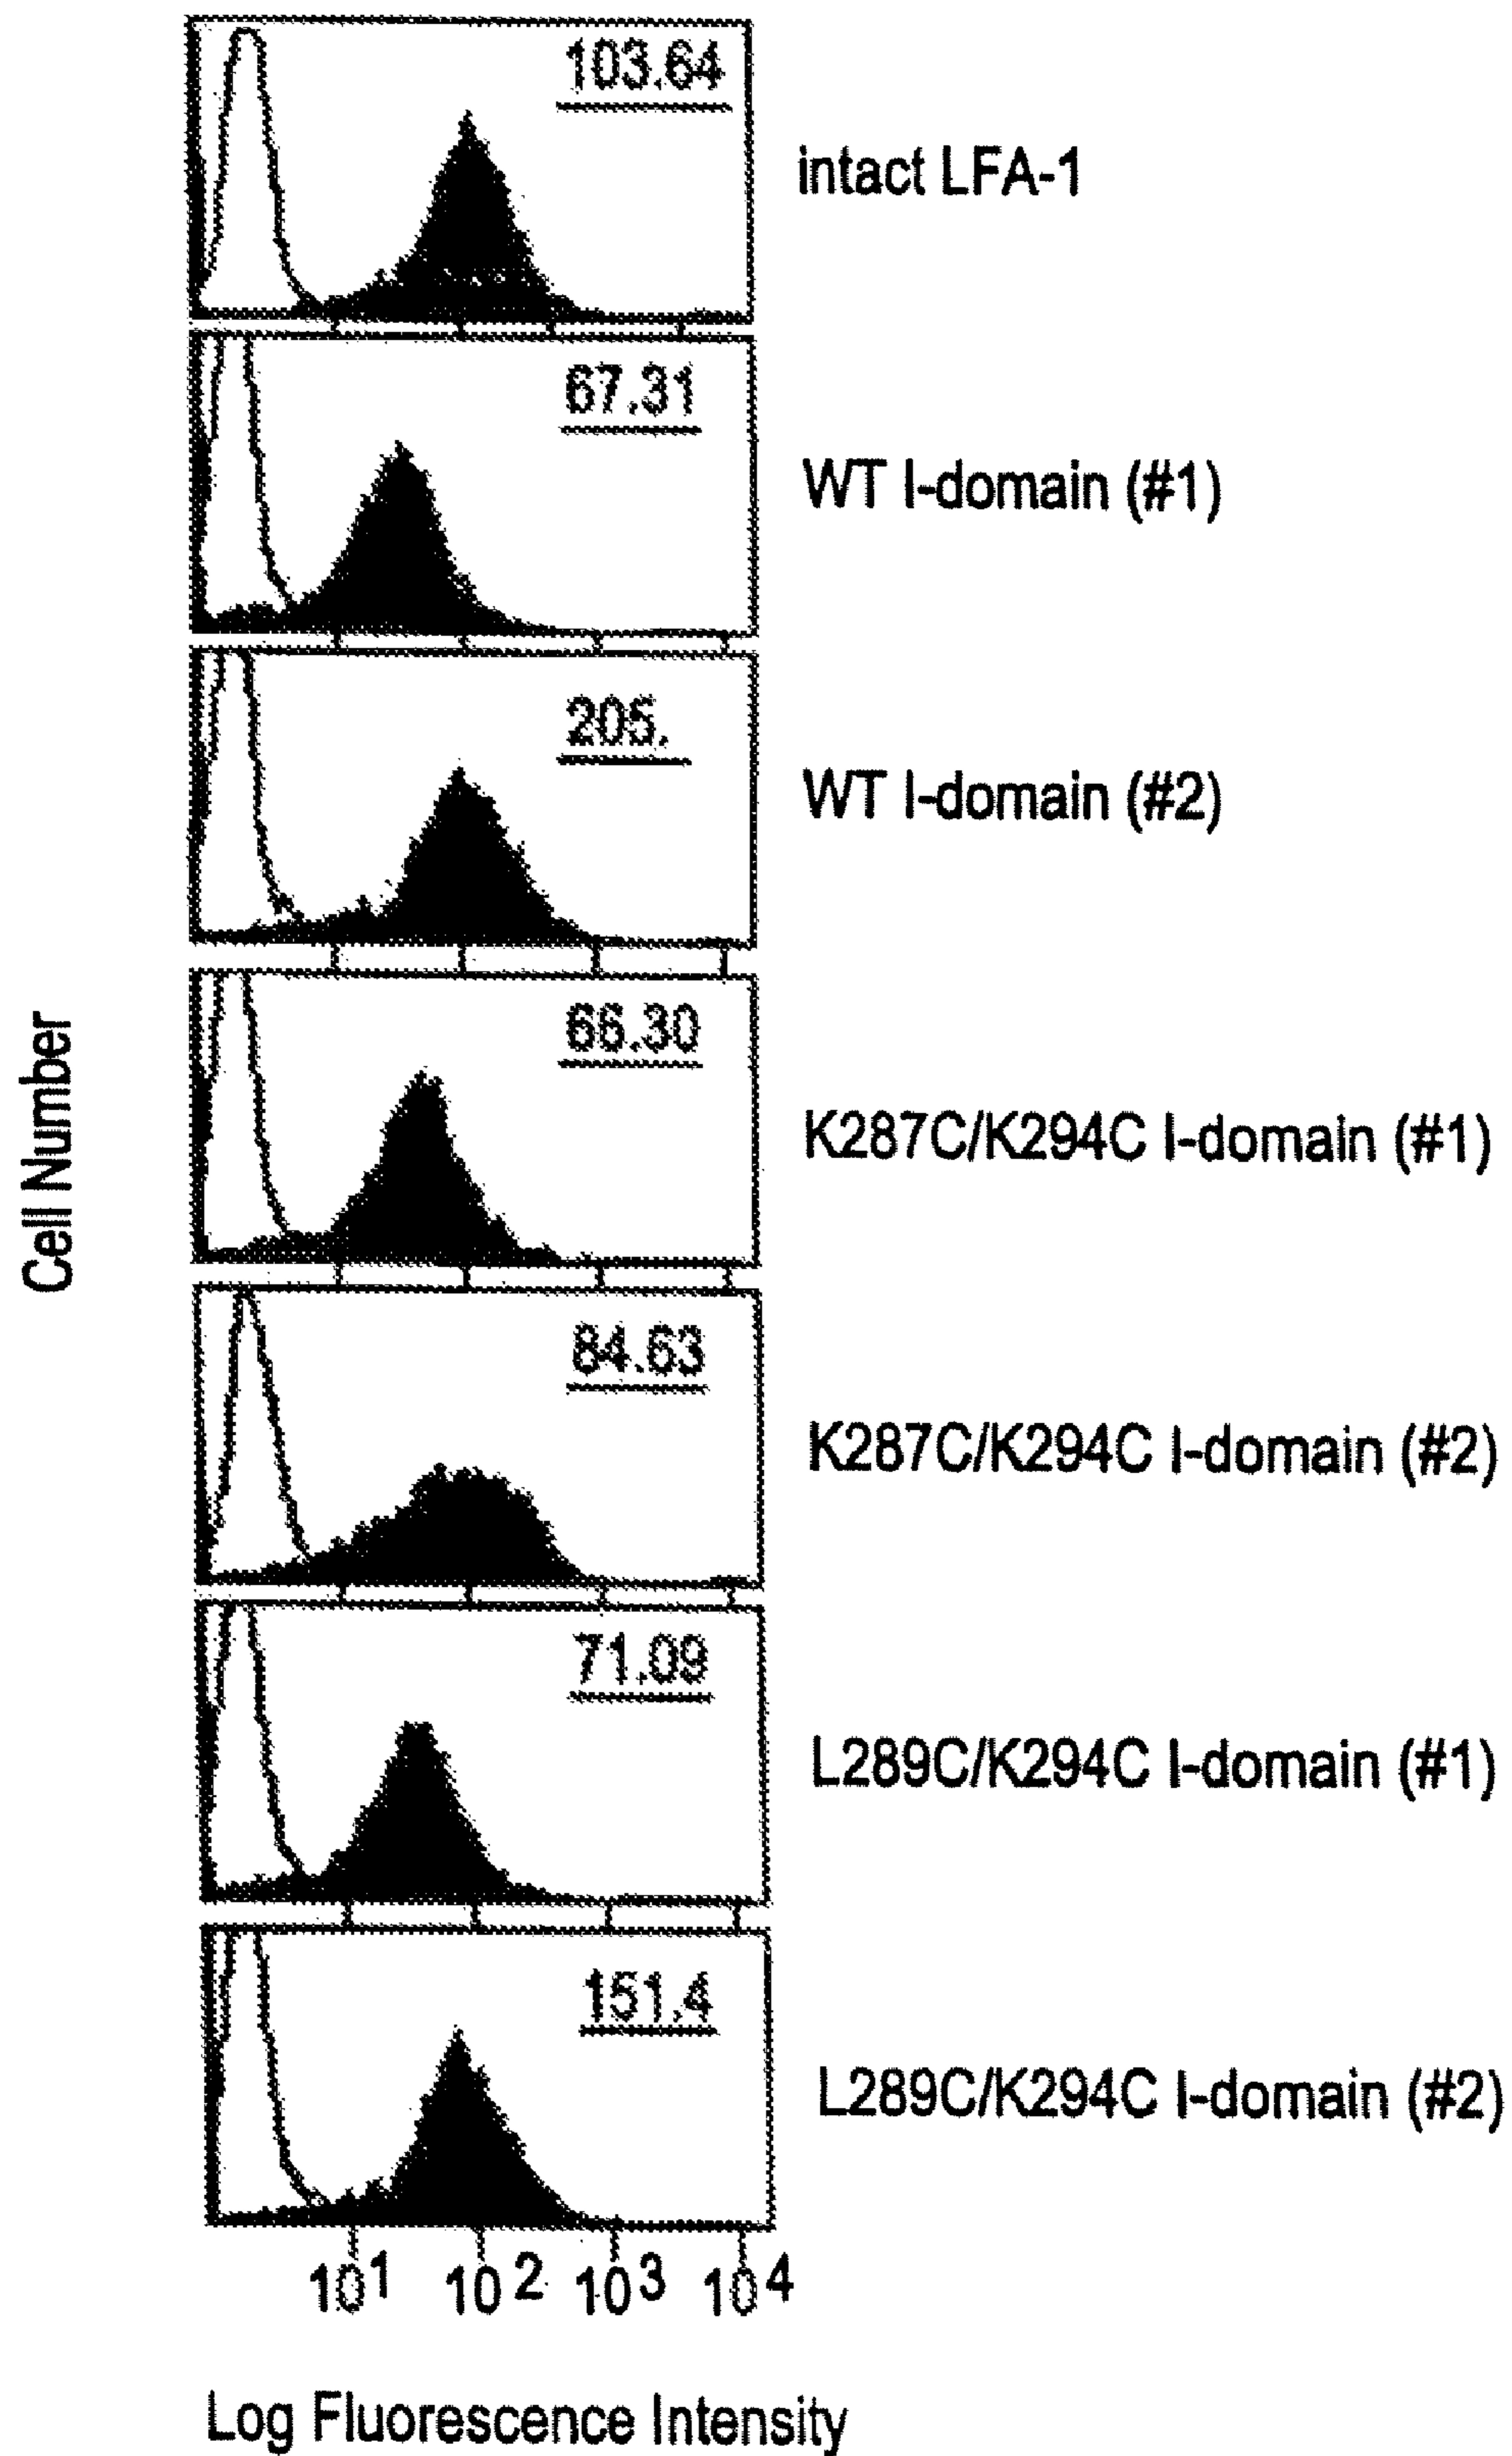 103.64
intact LFA-1
67.31
WT I-domain (#1)
205.
WT I-domain (#2)
66.30
K287C/K294C I-domain (#1)
84.63
K287C/K294C I-domain (#2)
71.09
L289C/K294C I-domain (#1)
151.4
L289C/K294C I-domain (#2)
Cell Number
10¹ 10² 10³ 10⁴
Log Fluorescence Intensity